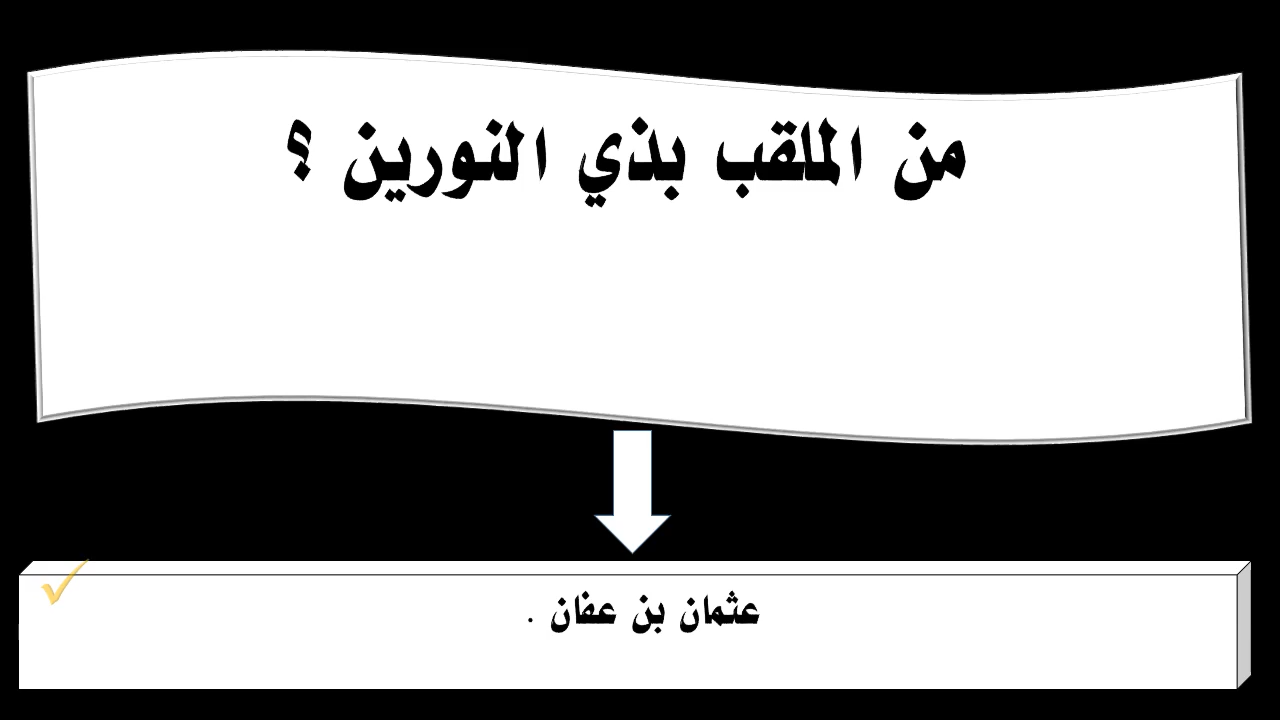 من الملقب بذي النورين ؟
عثمان بن عفان .